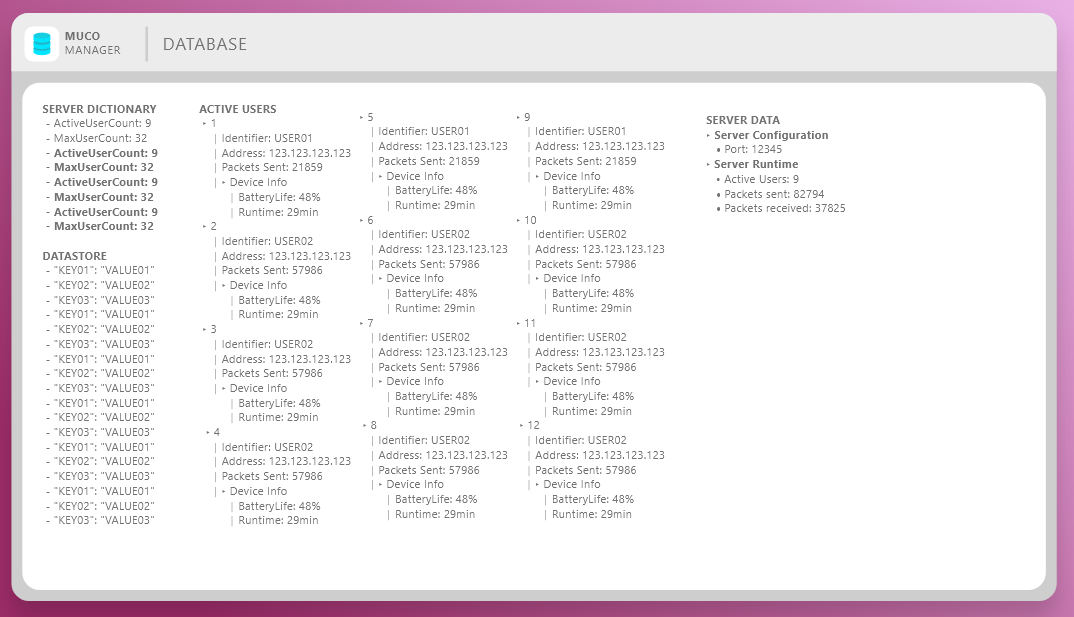 MUCO
MANAGER
DATABASE
SERVER DICTIONARY
- ActiveUserCount: 9
- MaxUserCount: 32
- ActiveUserCount: 9
- MaxUserCount: 32
- ActiveUserCount: 9
- MaxUserCount: 32
- ActiveUserCount: 9
- MaxUserCount: 32
DATASTORE
- "KEY01": "VALUE01"
- "KEY02": "VALUE02"
- "KEY03": "VALUE03"
- "KEY01": "VALUE01"
- "KEY02": "VALUE02"
- "KEY03": "VALUE03"
- "KEY01": "VALUE01"
- "KEY02": "VALUE02"
- "KEY03": "VALUE03"
- "KEY01": "VALUE01"
- "KEY02": "VALUE02"
- "KEY03": "VALUE03"
- "KEY01": "VALUE01"
- "KEY02": "VALUE02"
- "KEY03": "VALUE03"
- "KEY01": "VALUE01"
- "KEY02": "VALUE02"
- "KEY03": "VALUE03"
ACTIVE USERS
‣ 1
| Identifier: USER01
| Address: 123.123.123.123
| Packets Sent: 21859
| ‣ Device Info
| BatteryLife: 48%
| Runtime: 29min
‣ 2
| Identifier: USER02
| Address: 123.123.123.123
| Packets Sent: 57986
| ‣ Device Info
| BatteryLife: 48%
| Runtime: 29min
‣ 3
| Identifier: USER02
| Address: 123.123.123.123
| Packets Sent: 57986
| ‣ Device Info
| BatteryLife: 48%
| Runtime: 29min
‣ 4
| Identifier: USER02
| Address: 123.123.123.123
| Packets Sent: 57986
| ‣ Device Info
| BatteryLife: 48%
| Runtime: 29min
‣ 5
| Identifier: USER01
| Address: 123.123.123.123
| Packets Sent: 21859
| ‣ Device Info
| BatteryLife: 48%
| Runtime: 29min
‣ 6
| Identifier: USER02
| Address: 123.123.123.123
| Packets Sent: 57986
| ‣ Device Info
| BatteryLife: 48%
| Runtime: 29min
‣ 7
| Identifier: USER02
| Address: 123.123.123.123
| Packets Sent: 57986
| ‣ Device Info
| BatteryLife: 48%
| Runtime: 29min
‣ 8
| Identifier: USER02
| Address: 123.123.123.123
| Packets Sent: 57986
| ‣ Device Info
| BatteryLife: 48%
| Runtime: 29min
‣ 9
| Identifier: USER01
| Address: 123.123.123.123
| Packets Sent: 21859
| ‣ Device Info
| BatteryLife: 48%
| Runtime: 29min
‣ 10
| Identifier: USER02
| Address: 123.123.123.123
| Packets Sent: 57986
| ‣ Device Info
| BatteryLife: 48%
| Runtime: 29min
‣ 11
| Identifier: USER02
| Address: 123.123.123.123
| Packets Sent: 57986
| ‣ Device Info
| BatteryLife: 48%
| Runtime: 29min
‣ 12
| Identifier: USER02
| Address: 123.123.123.123
| Packets Sent: 57986
| ‣ Device Info
| BatteryLife: 48%
| Runtime: 29min
SERVER DATA
‣ Server Configuration
• Port: 12345
‣ Server Runtime
• Active Users: 9
• Packets sent: 82794
• Packets received: 37825